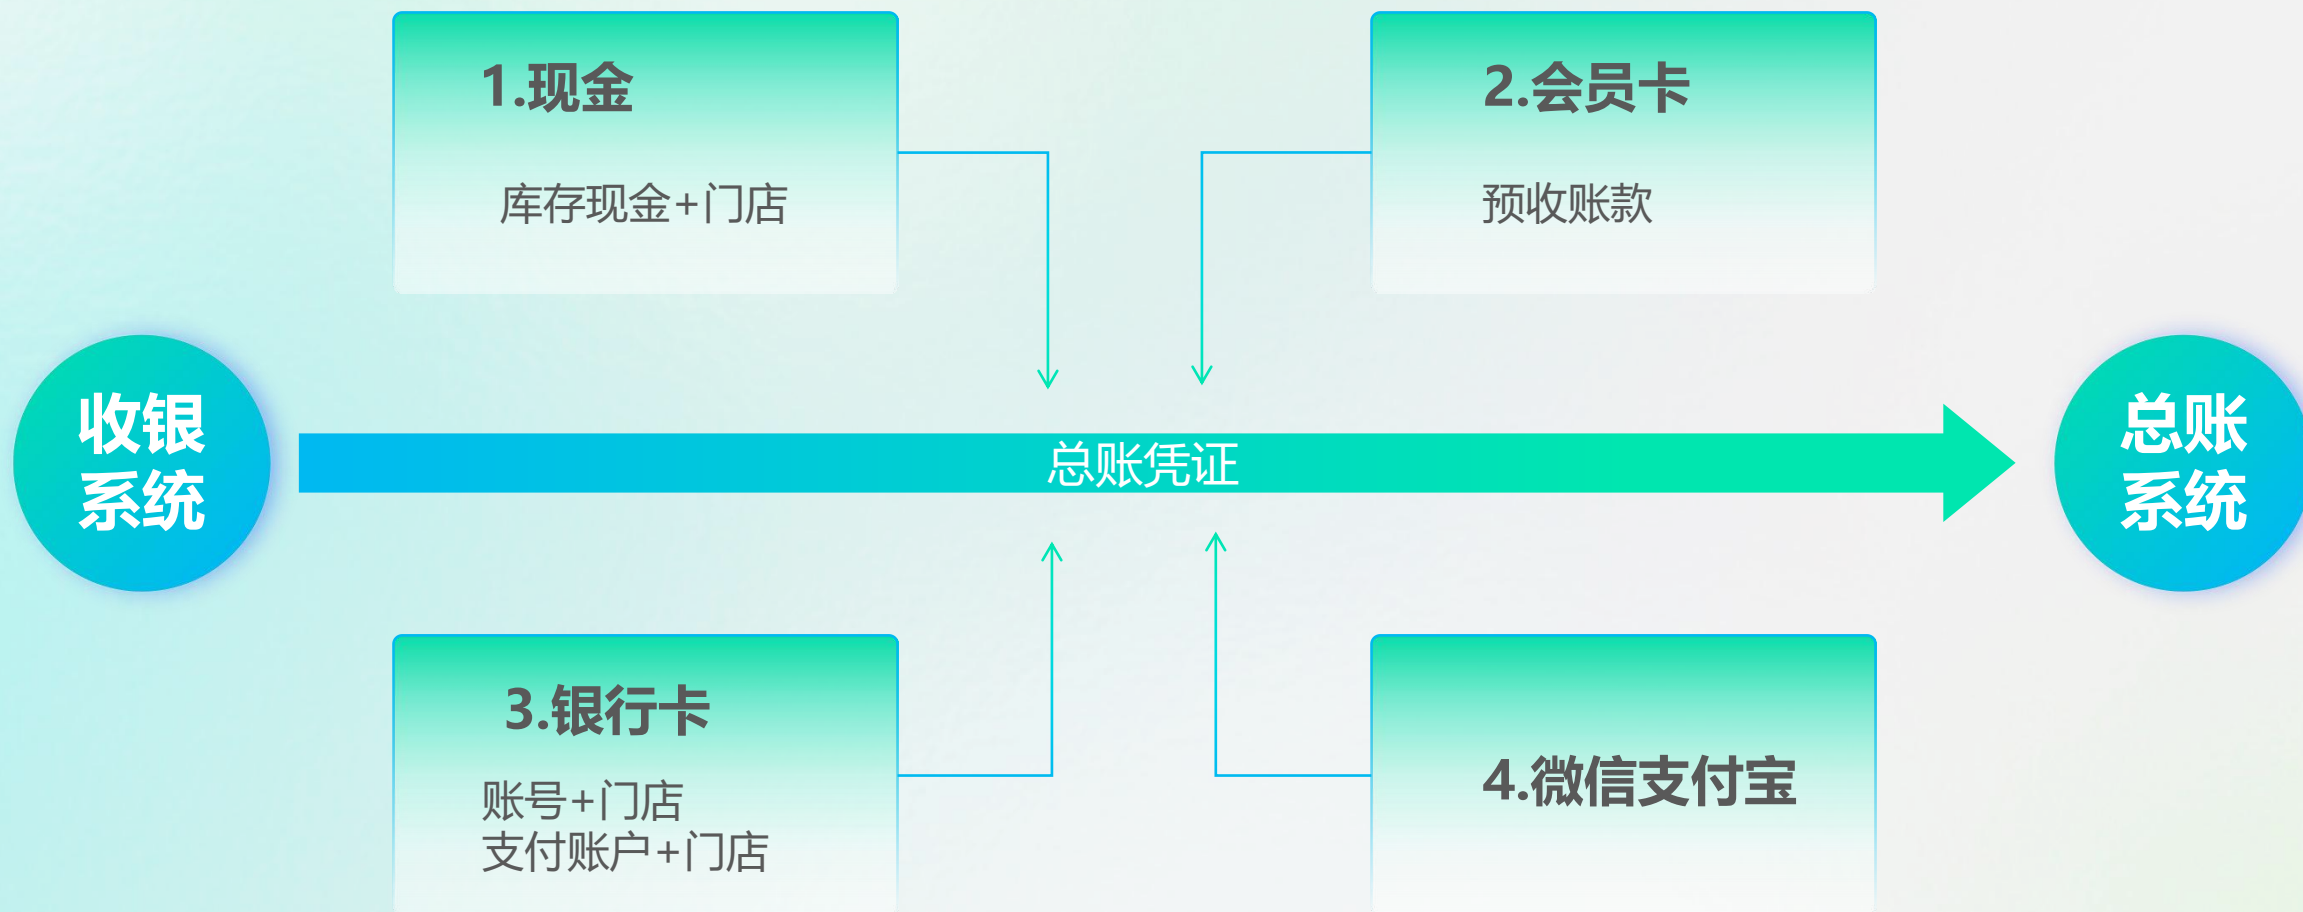 1.现金
库存现金+门店
2.会员卡
预收账款
收银
系统
总账凭证
总账
系统
3.银行卡
账号+门店
支付账户+门店
4.微信支付宝